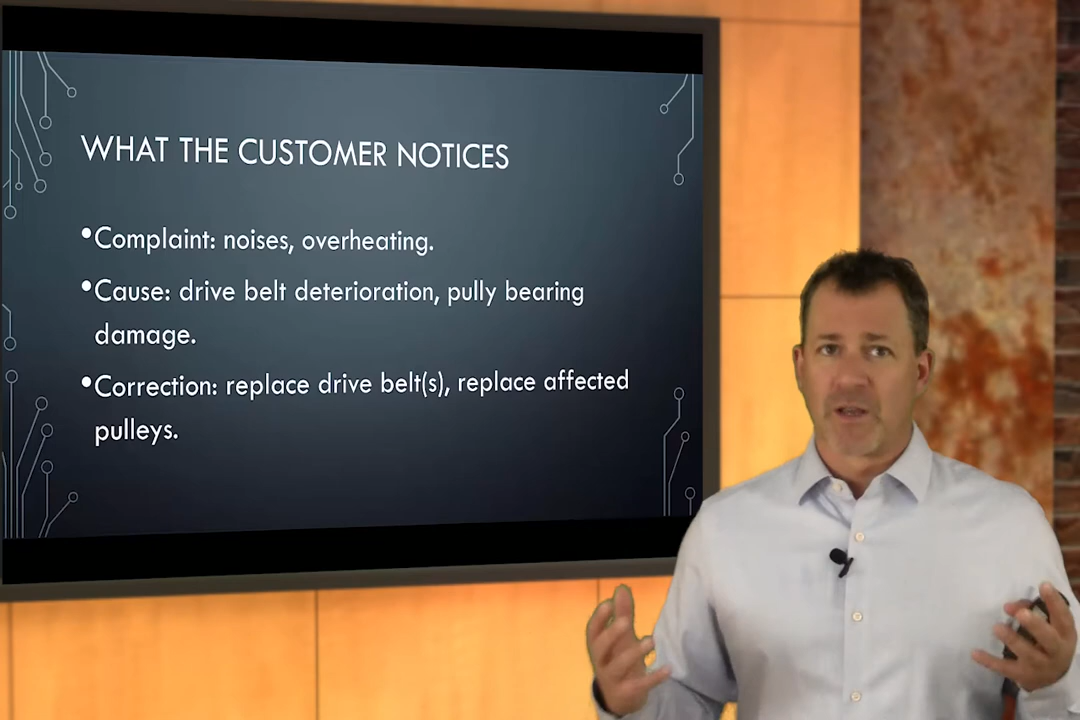 WHAT THE CUSTOMER NOTICES
•Complaint: noises, overheating.
•Cause: drive belt deterioration, pully bearing
damage.
•Correction: replace drive belt(s), replace affected
pulleys.